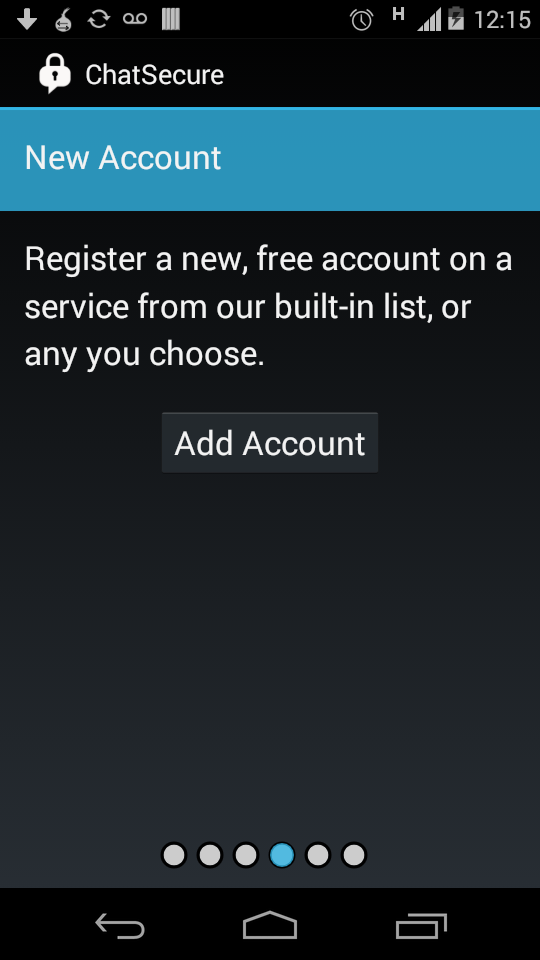 H 12:15
ChatSecure
New Account
Register a new, free account on a
service from our built-in list, or
any you choose.
Add Account